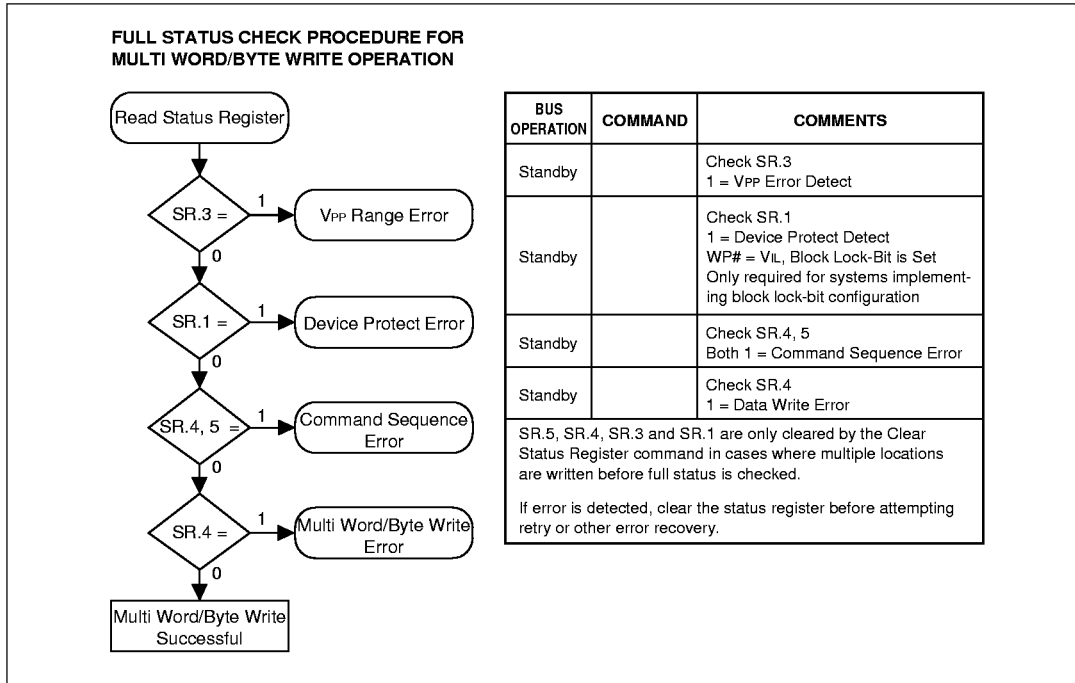 FULL STATUS CHECK PROCEDURE FOR
MULTI WORD/BYTE WRITE OPERATION
Read Status Register
SR.3 =
1
VPP Range Error
0
SR.1 =
1
Device Protect Error
0
SR.4, 5 =
1
Command Sequence
Error
0
SR.4 =
1
Multi Word/Byte Write
Error
0
Multi Word/Byte Write
Successful
BUS
OPERATION
COMMAND
COMMENTS
Standby
Check SR.3
1 = VPP Error Detect
Standby
Check SR.1
1 = Device Protect Detect
WP# = VIL, Block Lock-Bit is Set
Only required for systems implement-
ing block lock-bit configuration
Standby
Check SR.4, 5
Both 1 = Command Sequence Error
Standby
Check SR.4
1 = Data Write Error
SR.5, SR.4, SR.3 and SR.1 are only cleared by the Clear
Status Register command in cases where multiple locations
are written before full status is checked.
If error is detected, clear the status register before attempting
retry or other error recovery.